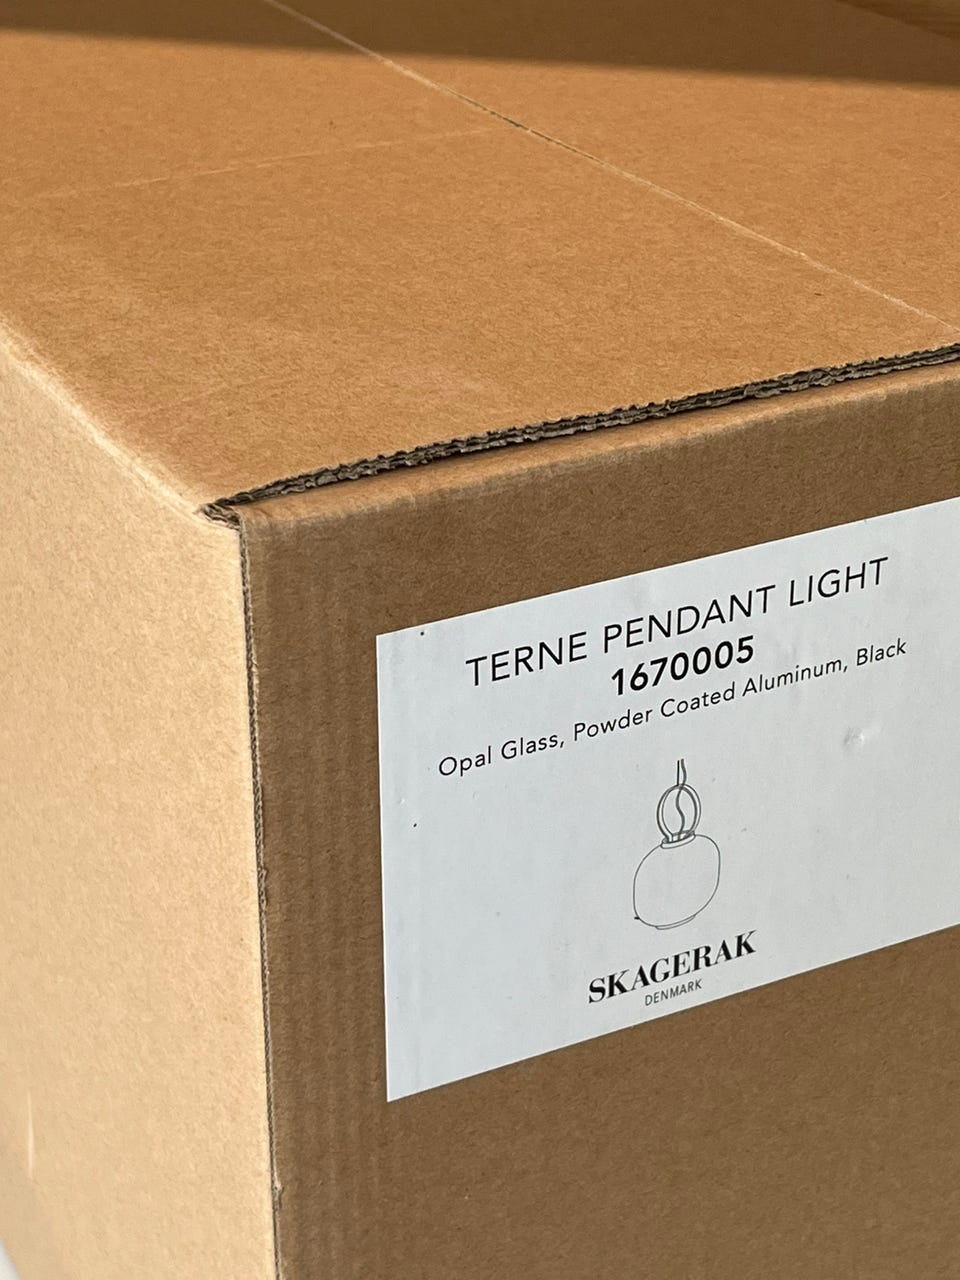 TERNE PENDANT LIGHT
1670005
Opal Glass, Powder Coated Aluminum, Black
SKAGERAK
DENMARK